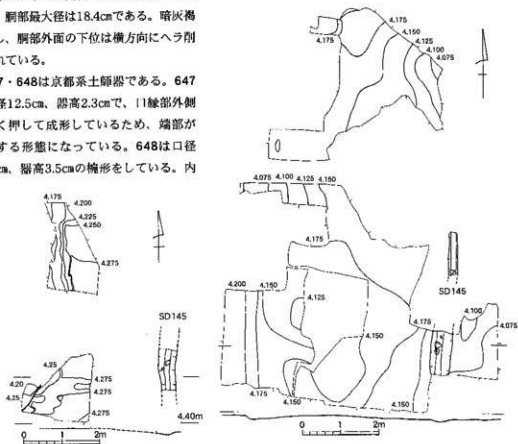 胴部最大径は18.4cmである。暗灰褐
し、胴部外面の下位は横方向にヘラ削
れている。
7・648は京都系土師器である。647
径12.5cm、器高2.3cmで、口縁部外側
く押して成形しているため、端部が
する形態になっている。648は口径
cm、器高3.5cmの椀形をしている。内
4.175
4.200
4.225
4.250
4.275
SD145
4.25
4.20
4.25
4.275
4.275
4.275
4.40m
0 1 2m
4.175
4.175
4.150
4.125
4.100
4.075
4.075 4.100 4.125 4.150
4.175
SD145
4.200 4.150
4.125
4.175
4.100
4.075
4.150
4.175
4.150
4.150
0 1 2m